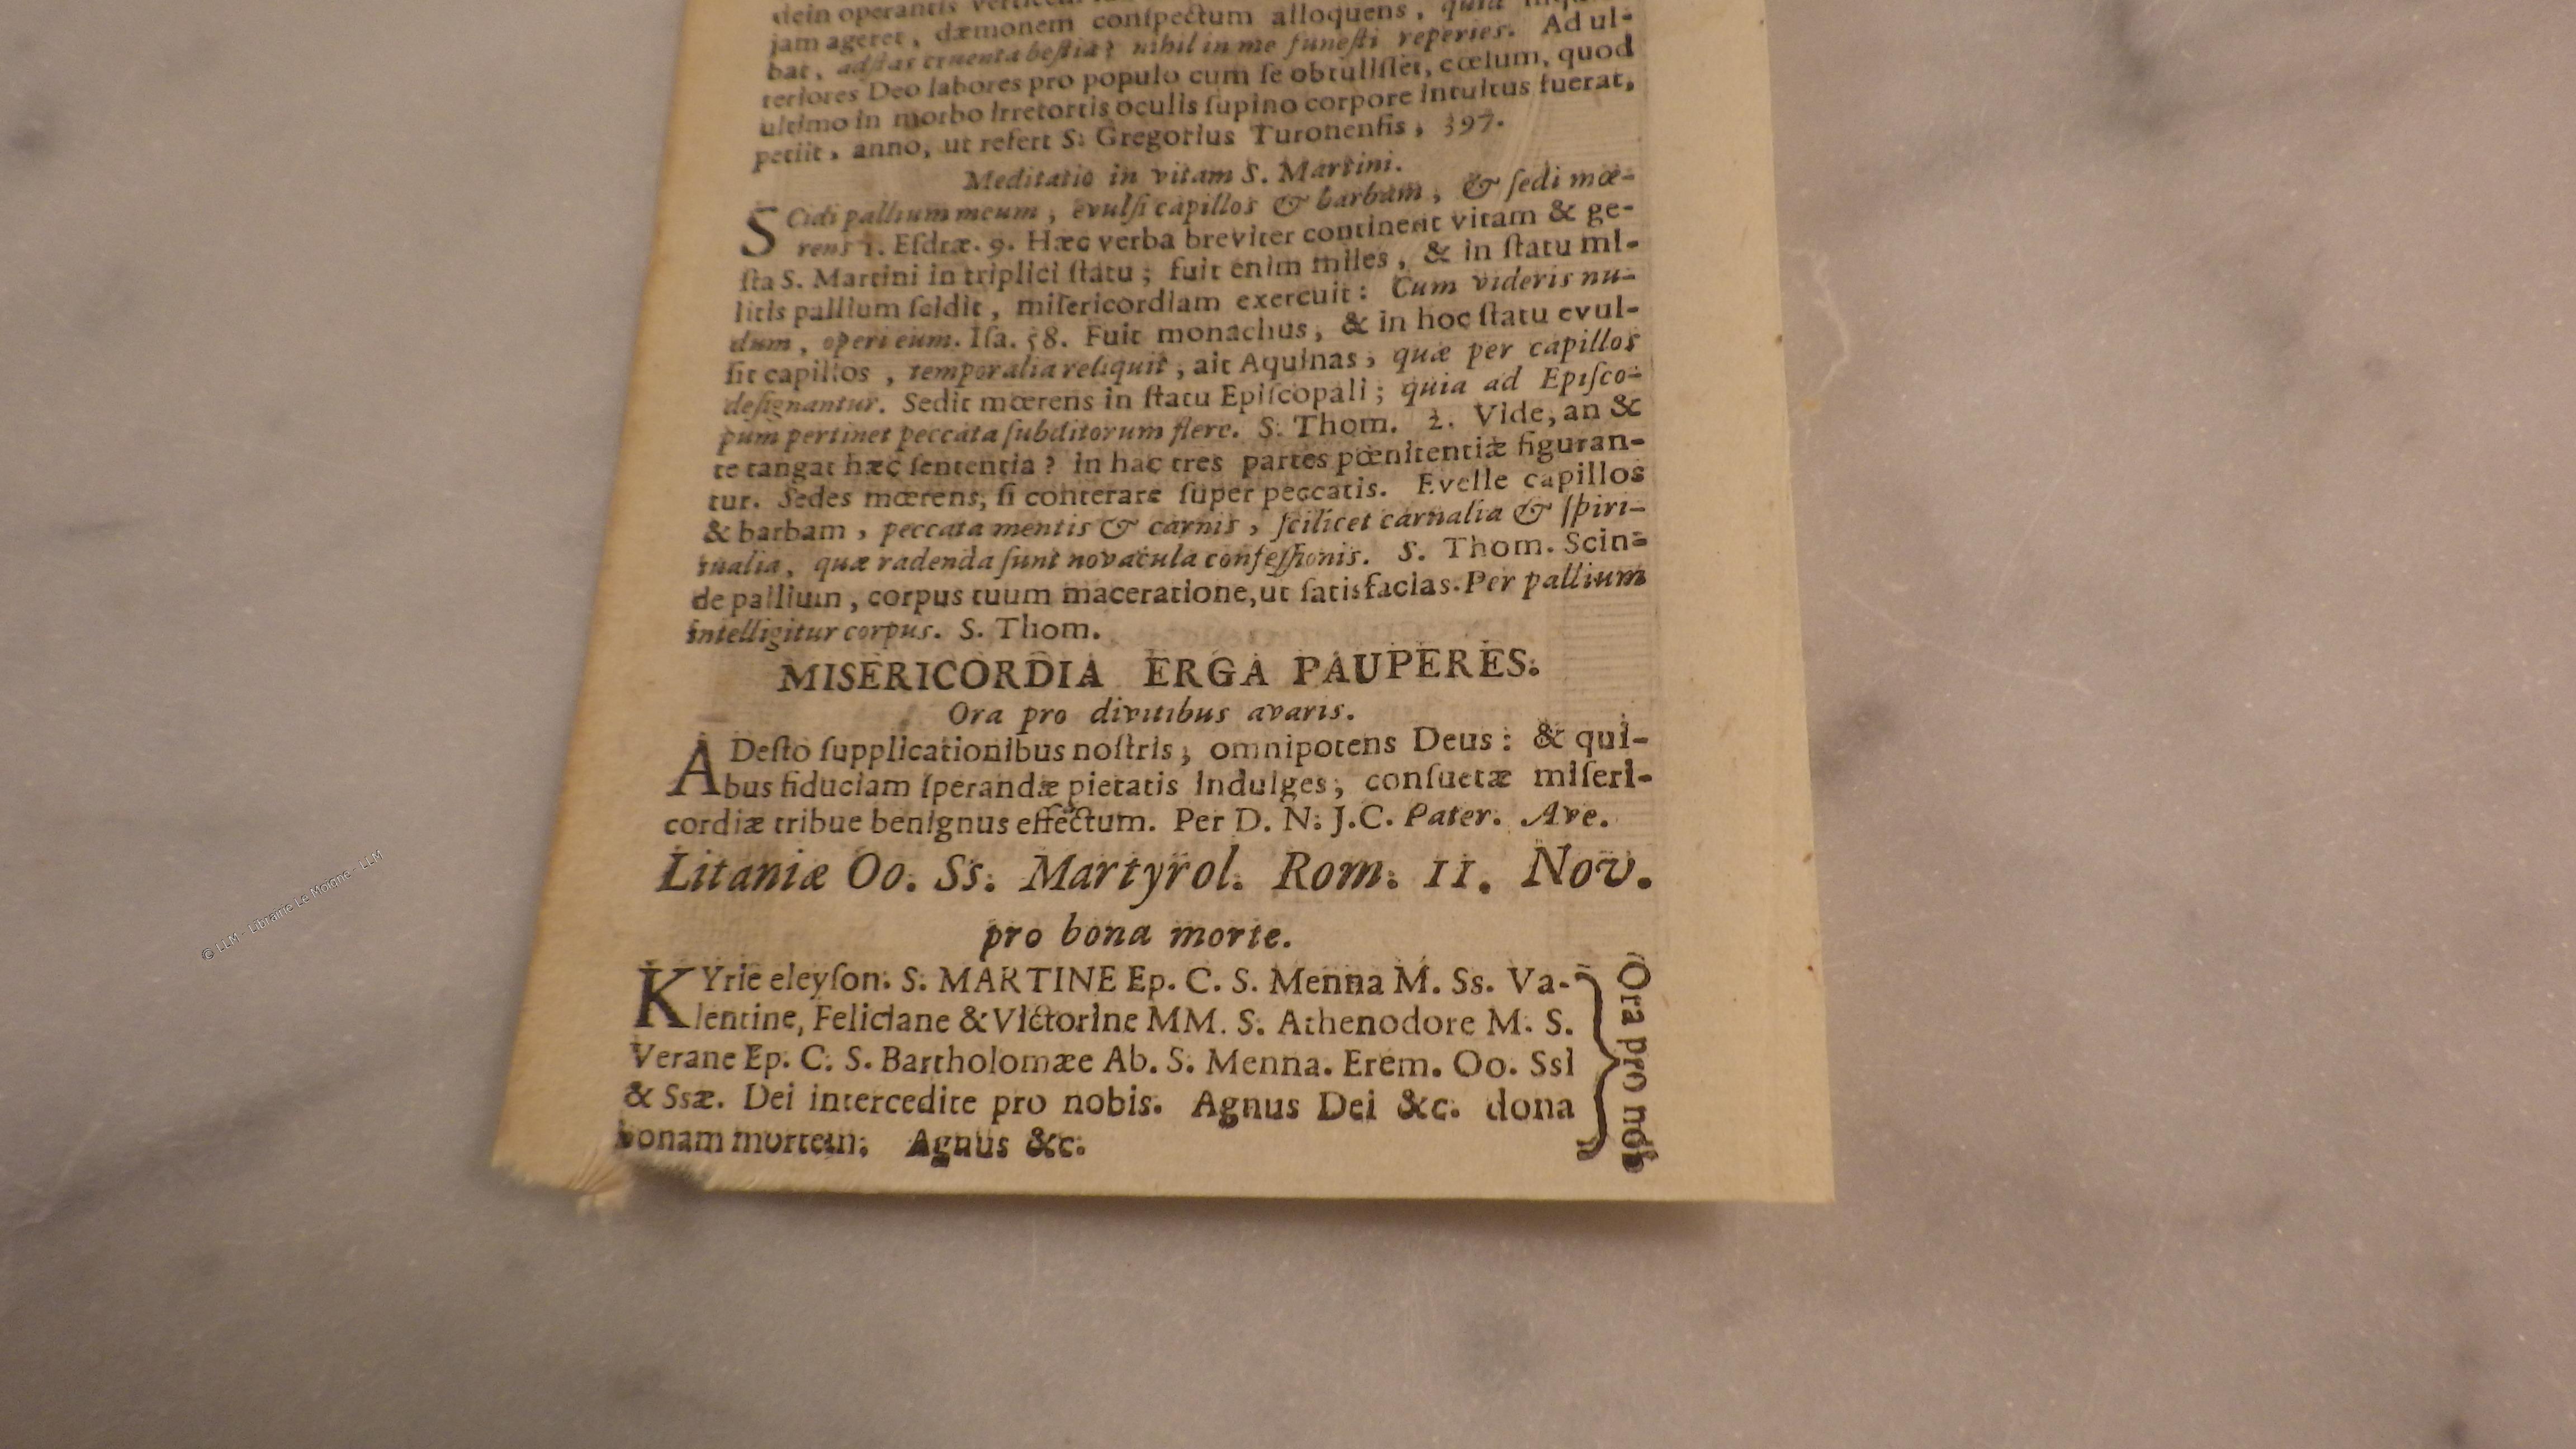 dein operantis
jam ageret, dæmonem conſpectum alloquens, quid
bat, adſtas cruenta beſtia? nihil in me funeſti reperies. Ad ul-
teriores Deo labores pro populo cum ſe obtuliſſet, cœlum, quod
ultimo in morbo irretortis oculis ſupino corpore intuitus fuerat,
petiit, anno, ut refert S. Gregorius Turonenſis, 397.
Meditatio in vitam S. Martini.
SCidi pallium meum, evulſi capillos & barbam, & ſedi mœ-
rens 1. Eſdræ. 9. Hæc verba breviter continent vitam & ge-
ſta S. Martini in triplici ſtatu; fuit enim miles, & in ſtatu mi-
litis pallium ſcidit, miſericordiam exercuit: Cum videris nu-
dum, operi eum. Iſa. 58. Fuit monachus, & in hoc ſtatu evul-
ſit capillos, temporalia reliquit, ait Aquinas, quæ per capillos
deſignantur. Sedit mœrens in ſtatu Epiſcopali; quia ad Epiſco-
pum pertinet peccata ſubditorum flere. S. Thom. 2. Vide, an &
te tangat hæc ſententia? in hac tres partes pœnitentiæ figuran-
tur. Sedes mœrens, ſi conterare ſuper peccatis. Evelle capillos
& barbam, peccata mentis & carnis, ſcilicet carnalia & ſpiri-
tualia, quæ radenda ſunt novacula confeſſionis. S. Thom. Scin-
de pallium, corpus tuum maceratione, ut ſatisfacias. Per pallium
intelligitur corpus. S. Thom.
MISERICORDIA ERGA PAUPERES.
Ora pro divitibus avaris.
ADeſto ſupplicationibus noſtris, omnipotens Deus: & qui-
bus fiduciam ſperandæ pietatis indulges; conſuetæ miſeri-
cordiæ tribue benignus effectum. Per D. N. J.C. Pater. Ave.
Litaniæ Oo. Ss. Martyrol. Rom. 11. Nov.
pro bona morte.
KYrie eleyſon. S. MARTINE Ep. C. S. Menna M. Ss. Va-
lentine, Feliciane & Victorine MM. S. Athenodore M. S.
Verane Ep. C. S. Bartholomæe Ab. S. Menna. Erem. Oo. Ssi
& Ssæ. Dei intercedite pro nobis. Agnus Dei &c. dona
bonam mortem. Agnus &c.
Ora pro nob
© LLM - Librairie Le Moigne - LLM